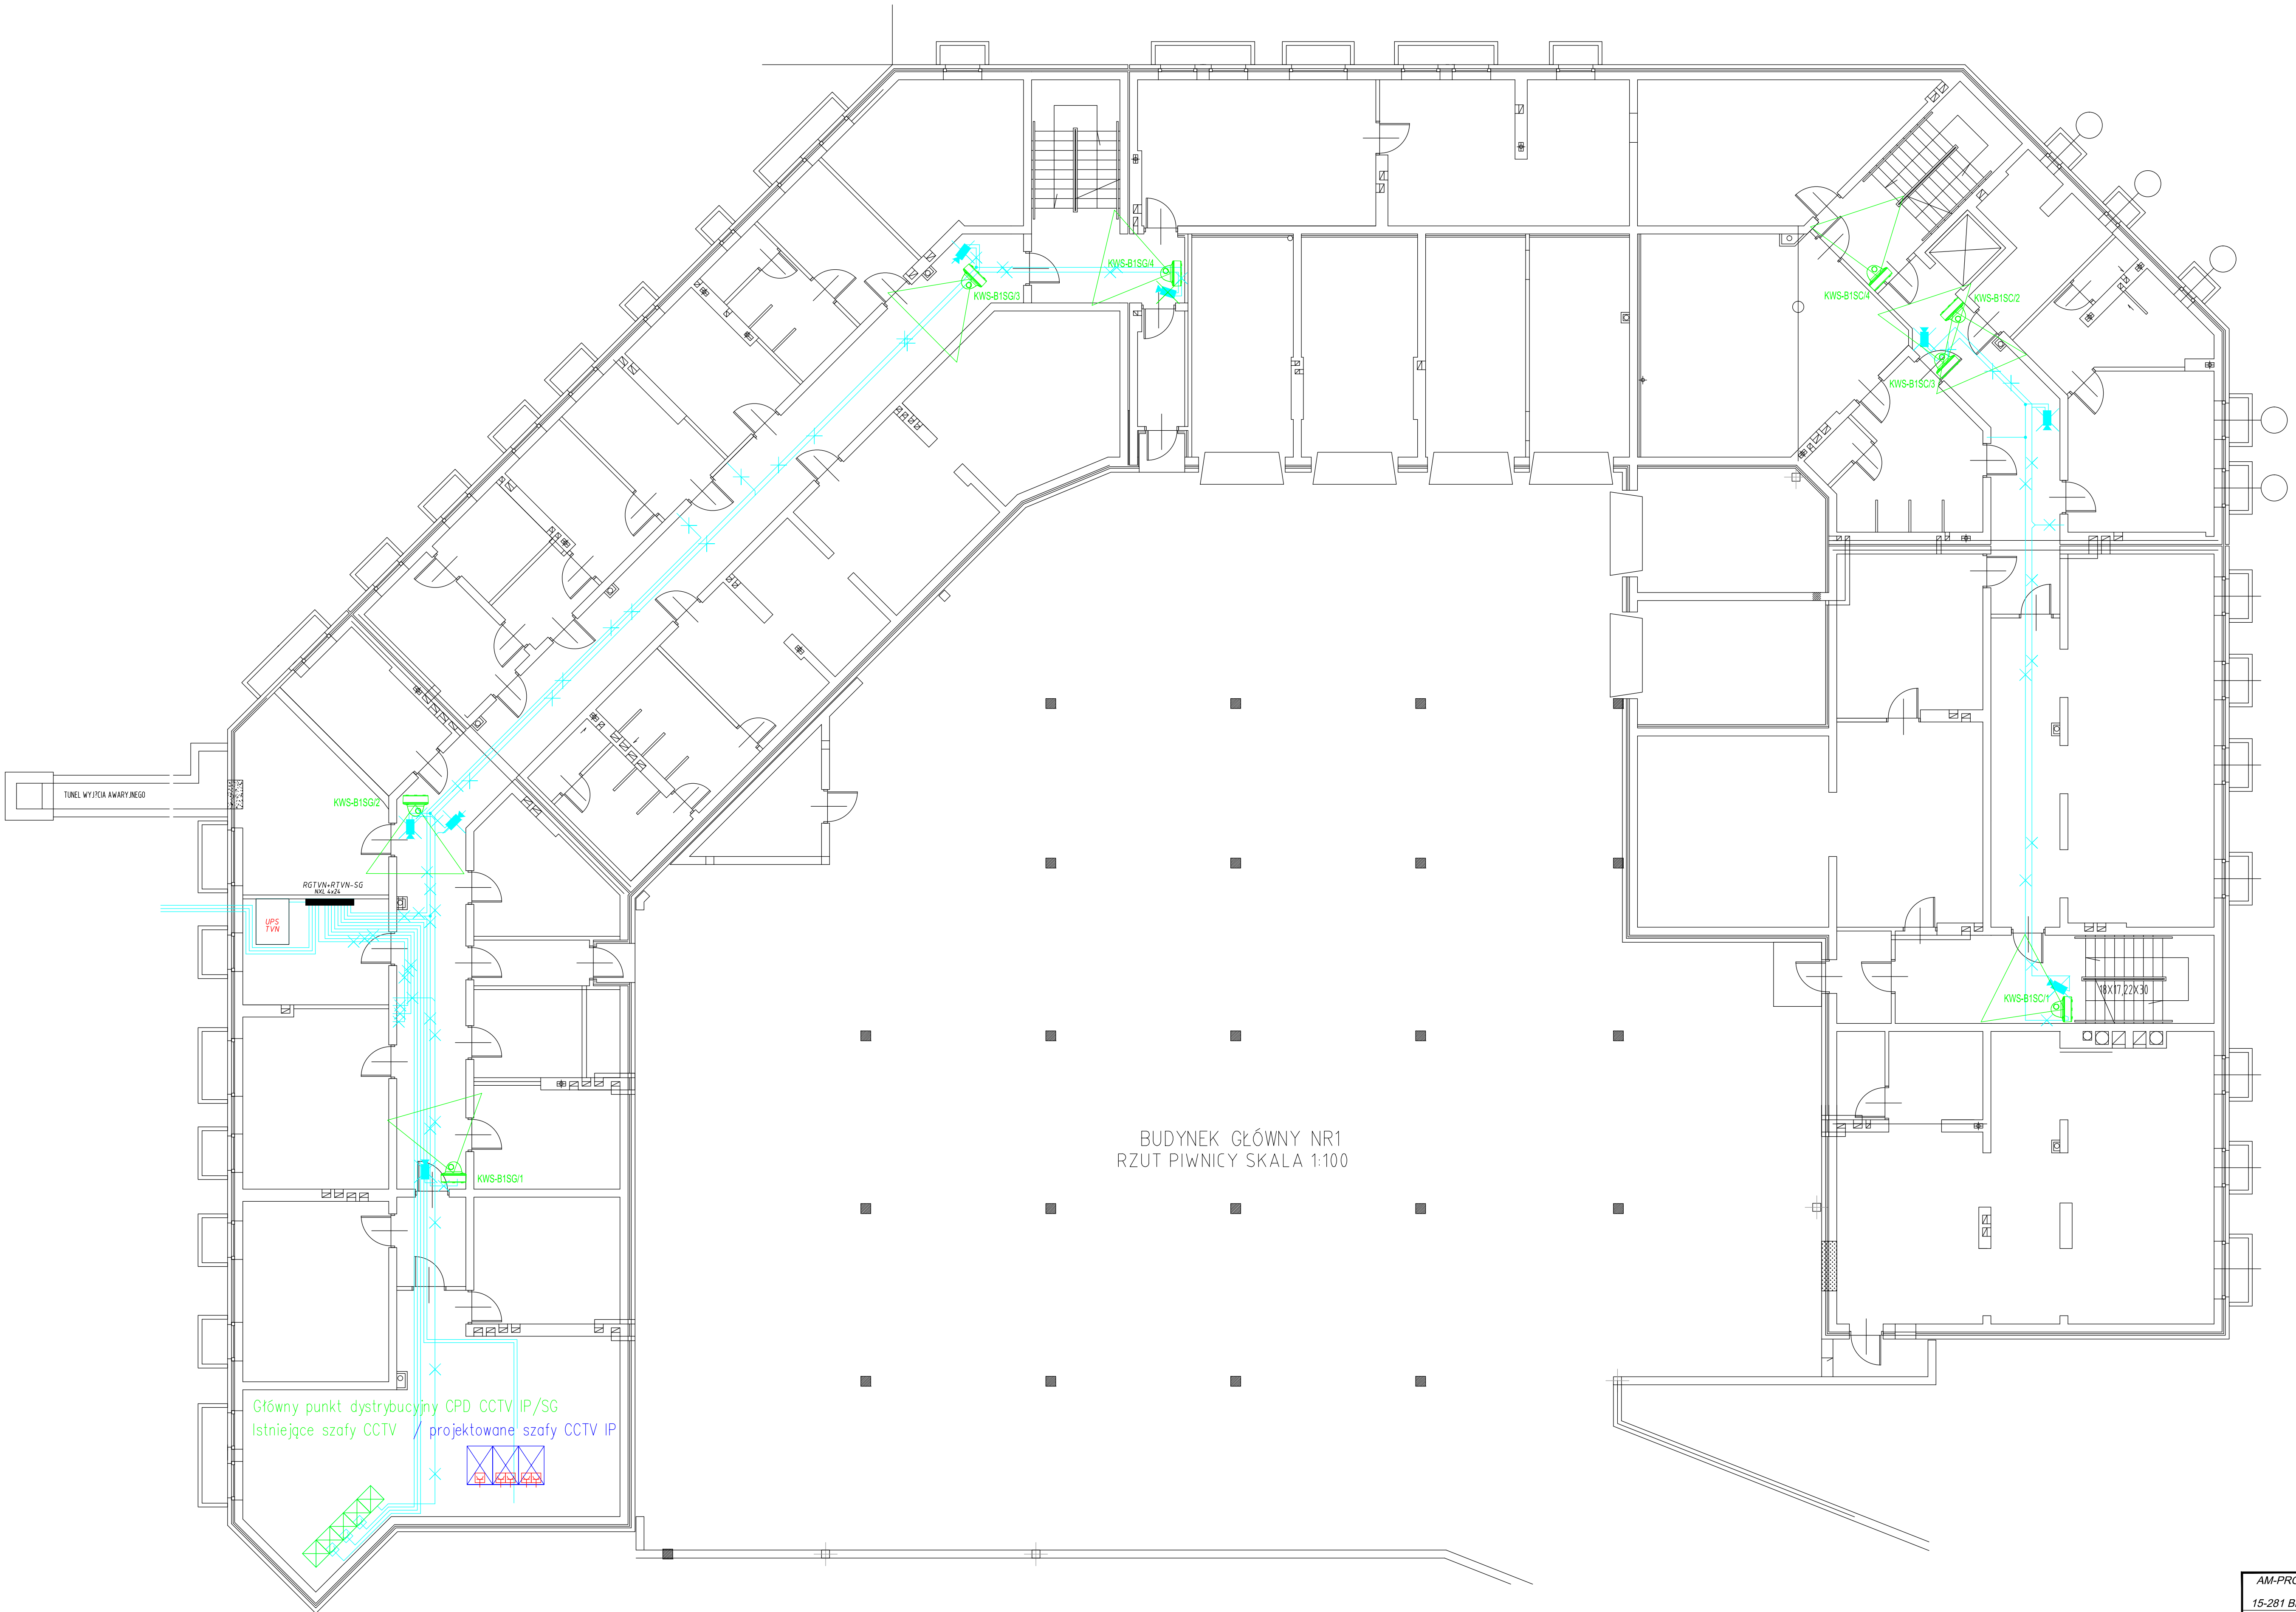 KWS-B1SG/4
KWS-B1SG/3
KWS-B1SC/4
KWS-B1SC/2
KWS-B1SC/3
TUNEL WYJ?CIA AWARYJNEGO
KWS-B1SG/2
RGTVN+RTVN-SG
NXL 4x24
UPS
TVN
18X17,22X30
KWS-B1SC/1
BUDYNEK GŁÓWNY NR1
RZUT PIWNICY SKALA 1:100
KWS-B1SG/1
Główny punkt dystrybucyjny CPD CCTV IP/SG
Istniejące szafy CCTV / projektowane szafy CCTV IP
AM-PRO
15-281 B